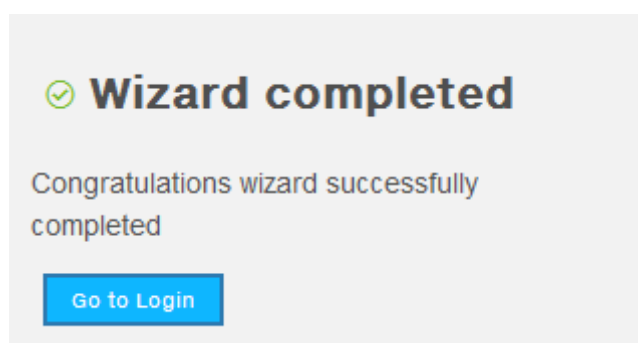 Wizard completed
Congratulations wizard successfully
completed
Go to Login